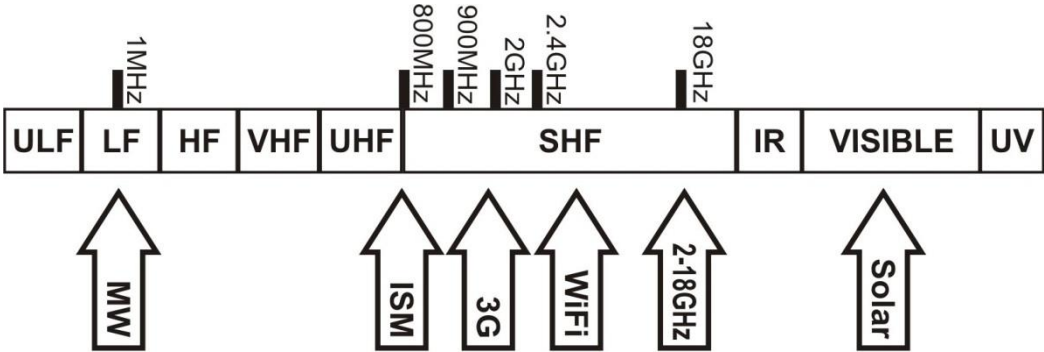 1MHz
800MHz
900MHz
2GHz
2.4GHz
18GHz
ULF LF HF VHF UHF SHF IR VISIBLE UV
MW
ISM
3G
WiFi
2-18GHz
Solar